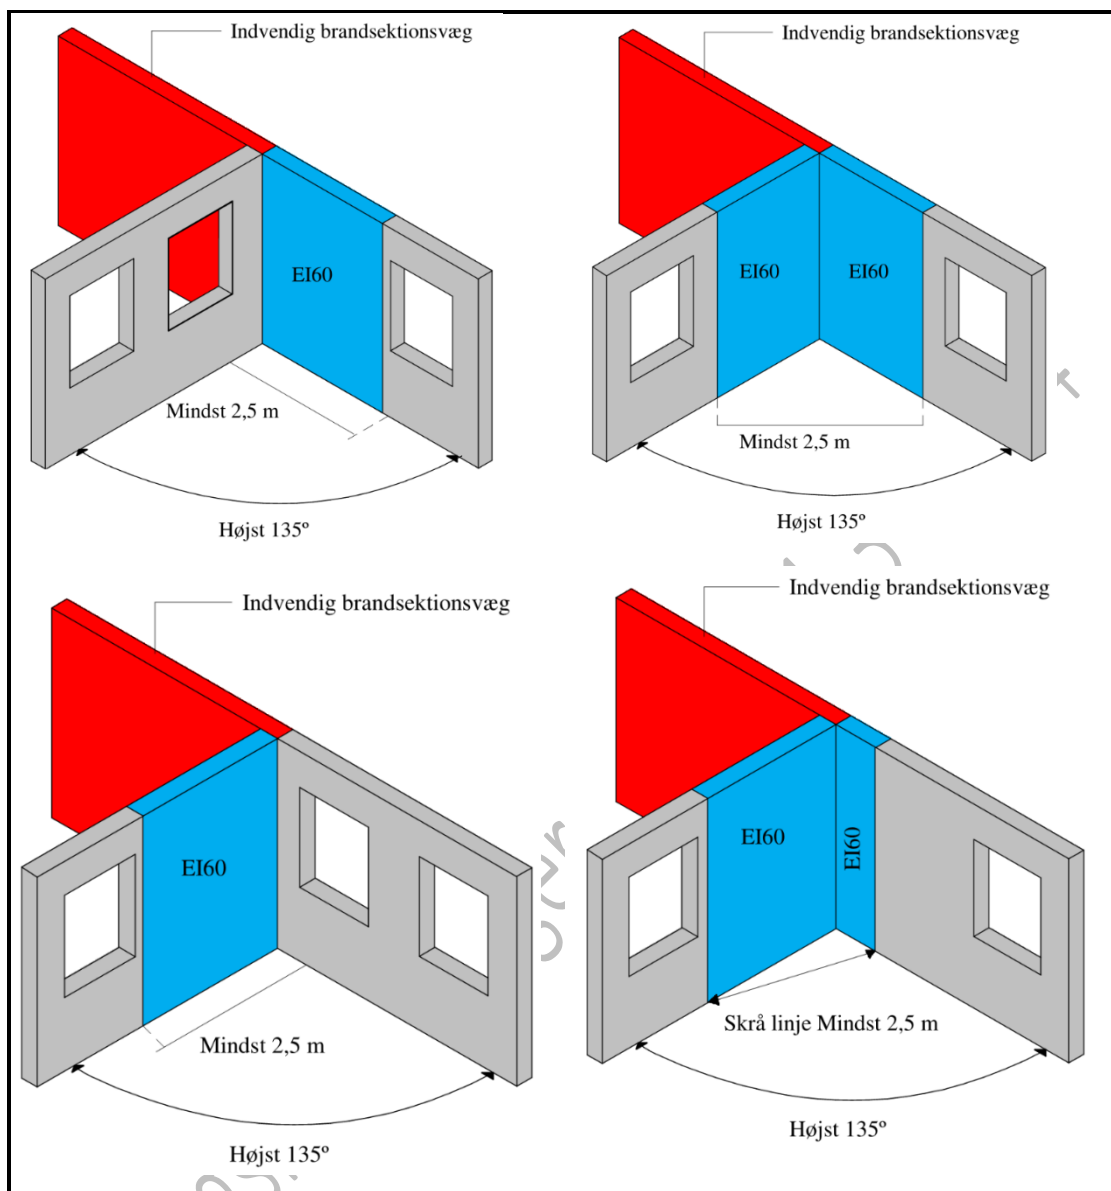 Indvendig brandsektionsvæg
EI60
Mindst 2,5 m
Højst 135º
Indvendig brandsektionsvæg
EI60 EI60
Mindst 2,5 m
Højst 135º
Indvendig brandsektionsvæg
EI60
Mindst 2,5 m
Højst 135º
Indvendig brandsektionsvæg
EI60
EI60
Skrå linje Mindst 2,5 m
Højst 135º